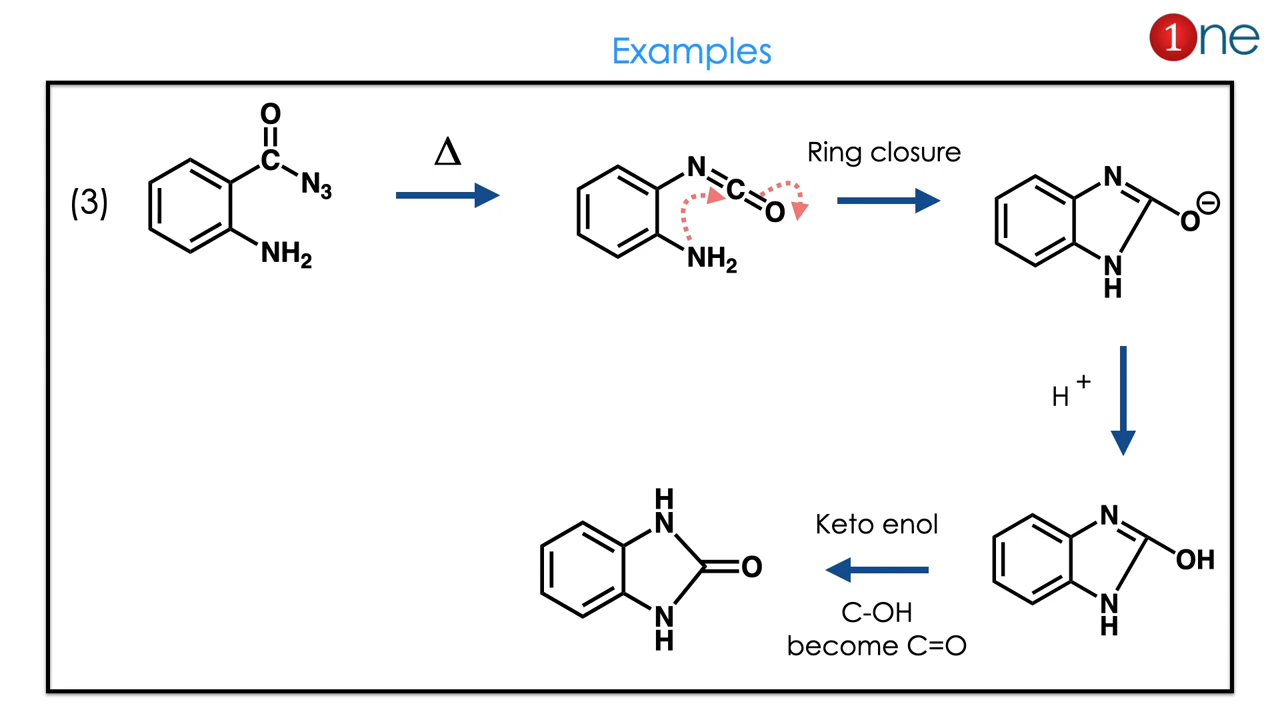 1ne
Examples
(3)
O
C
N₃
NH₂
Δ
N
C
O
NH₂
Ring closure
N
O⊖
N
H
H⁺
N
OH
N
H
Keto enol
C-OH
become C=O
H
N
O
N
H